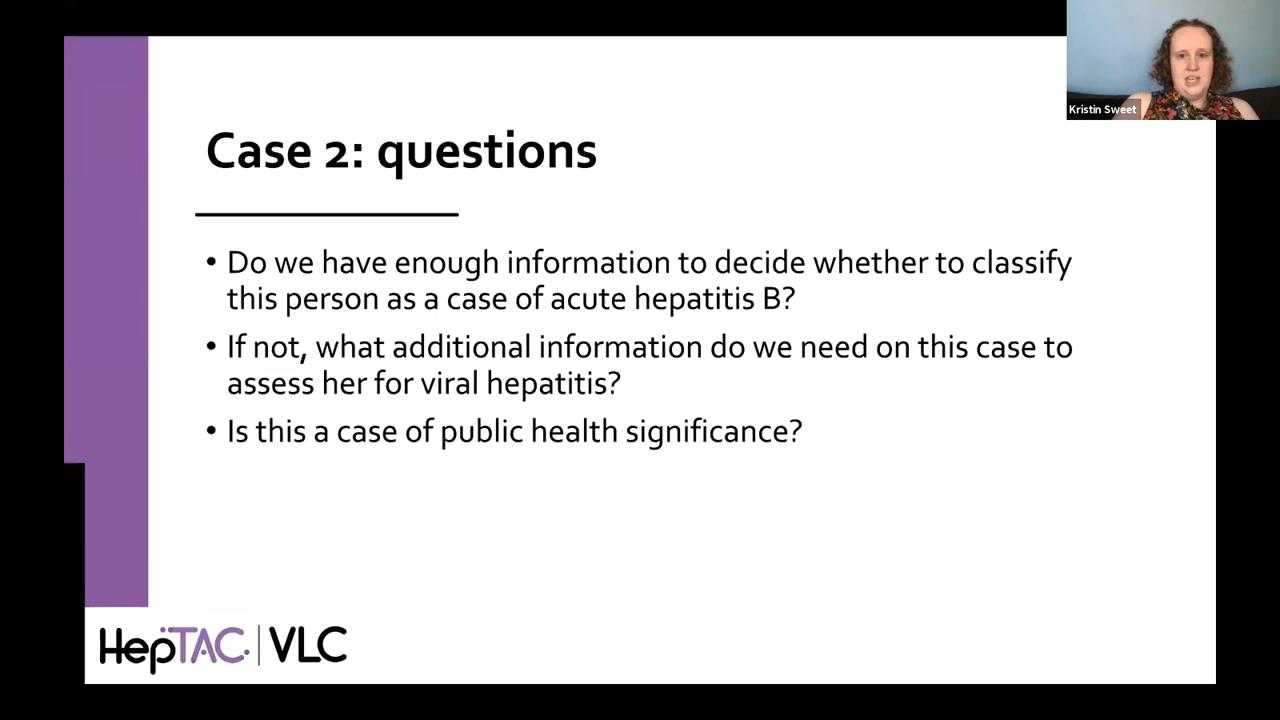 Kristin Sweet
Case 2: questions
• Do we have enough information to decide whether to classify
this person as a case of acute hepatitis B?
• If not, what additional information do we need on this case to
assess her for viral hepatitis?
• Is this a case of public health significance?
HepTAC | VLC